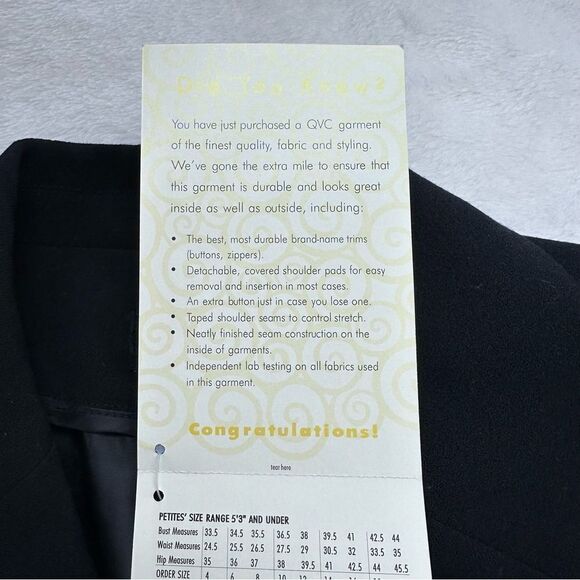 Did You Know?
You have just purchased a QVC garment
of the finest quality, fabric and styling.
We've gone the extra mile to ensure that
this garment is durable and looks great
inside as well as outside, including:
• The best, most durable brand-name trims
(buttons, zippers).
• Detachable, covered shoulder pads for easy
removal and insertion in most cases.
• An extra button just in case you lose one.
• Taped shoulder seams to control stretch.
• Neatly finished seam construction on the
inside of garments.
• Independent lab testing on all fabrics used
in this garment.
Congratulations!
tear here
PETITES' SIZE RANGE 5'3" AND UNDER
Bust Measures 33.5 34.5 35.5 36.5 38 39.5 41 42.5 44
Waist Measures 24.5 25.5 26.5 27.5 29 30.5 32 33.5 35
Hip Measures 35 36 37 38 39.5 41 42.5 44 45.5
ORDER SIZE 4 6 8 10 12